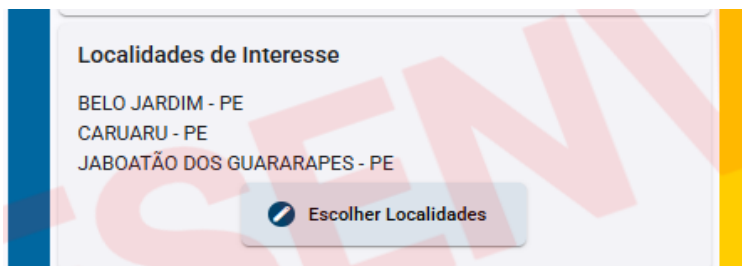 Localidades de Interesse
BELO JARDIM - PE
CARUARU - PE
JABOATÃO DOS GUARARAPES - PE
Escolher Localidades